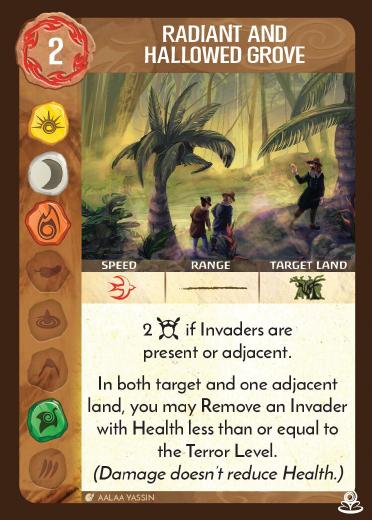 2
RADIANT AND
HALLOWED GROVE
SPEED RANGE TARGET LAND
2 if Invaders are
present or adjacent.
In both target and one adjacent
land, you may Remove an Invader
with Health less than or equal to
the Terror Level.
(Damage doesn't reduce Health.)
AALAA YASSIN